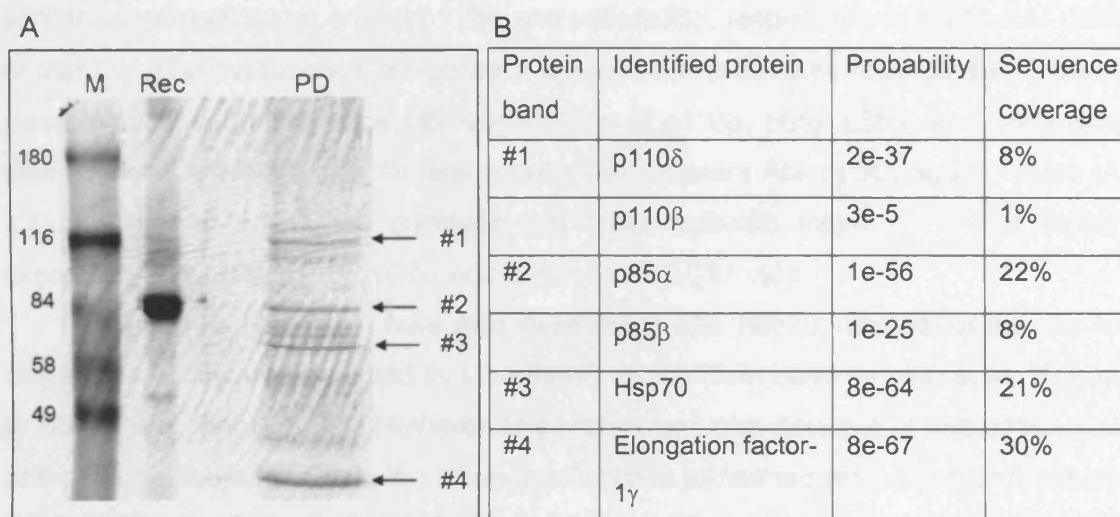 A
M Rec PD
180
116
84
58
49
#1
#2
#3
#4
B
Protein band Identified protein Probability Sequence coverage
#1 p110δ 2e-37 8%
p110β 3e-5 1%
#2 p85α 1e-56 22%
p85β 1e-25 8%
#3 Hsp70 8e-64 21%
#4 Elongation factor-
1γ 8e-67 30%